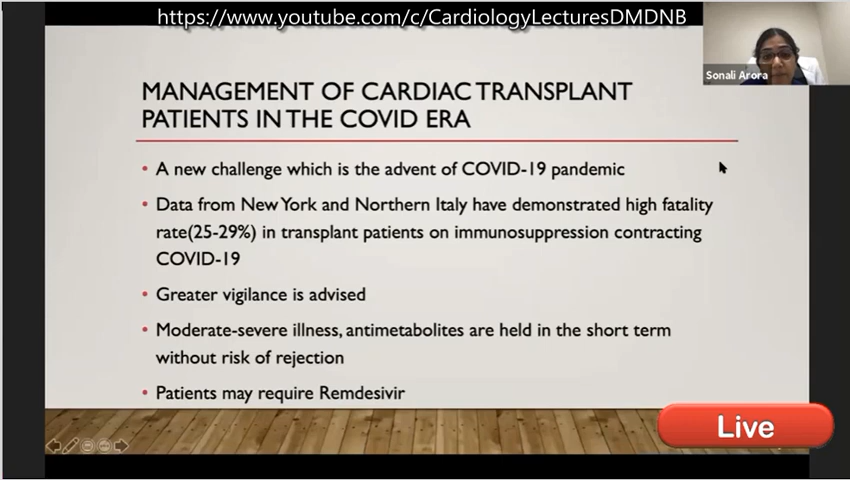 https://www.youtube.com/c/CardiologyLecturesDMDNB
Sonali Arora
MANAGEMENT OF CARDIAC TRANSPLANT
PATIENTS IN THE COVID ERA
• A new challenge which is the advent of COVID-19 pandemic
• Data from New York and Northern Italy have demonstrated high fatality
rate(25-29%) in transplant patients on immunosuppression contracting
COVID-19
• Greater vigilance is advised
• Moderate-severe illness, antimetabolites are held in the short term
without risk of rejection
• Patients may require Remdesivir
Live